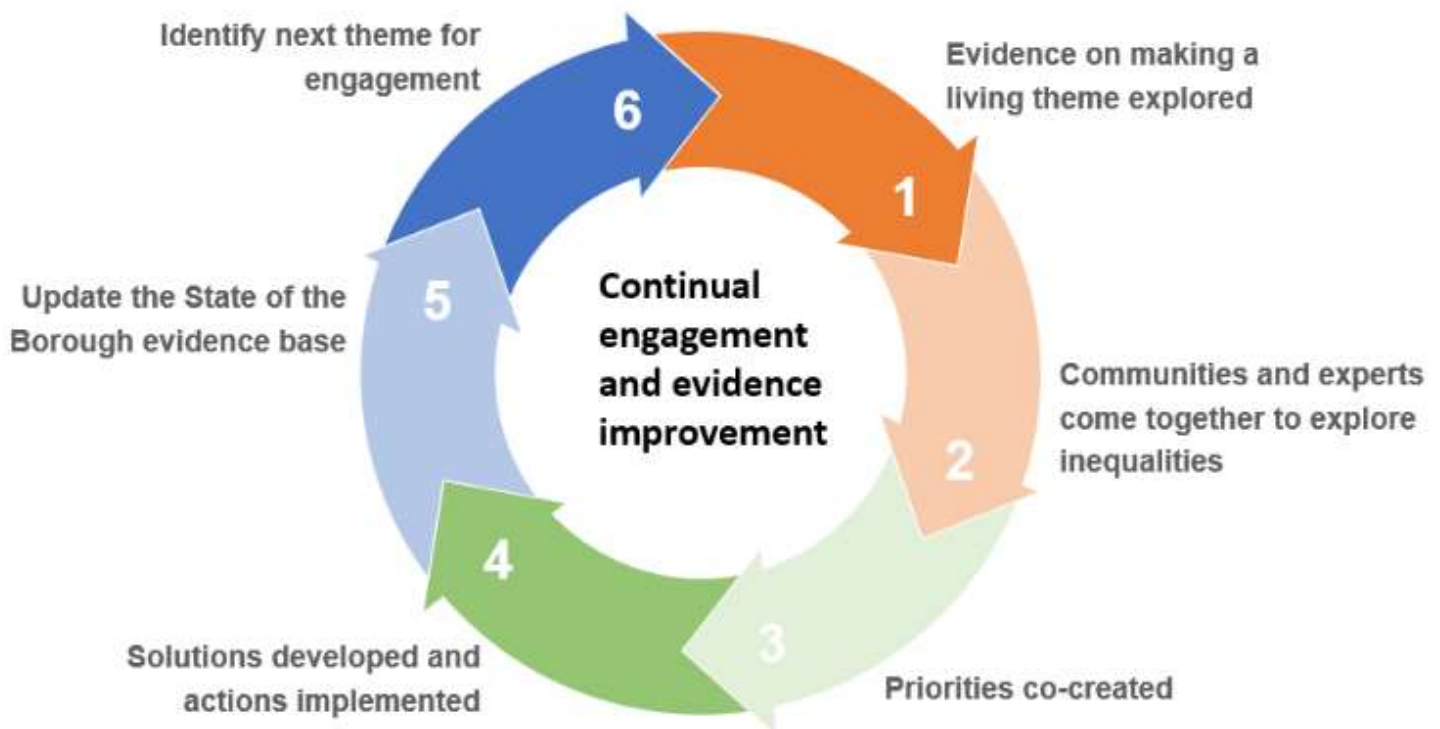 Identify next theme for
engagement
6
Evidence on making a
living theme explored
1
Update the State of the
Borough evidence base
5
Continual
engagement
and evidence
improvement
Communities and experts
come together to explore
inequalities
2
Solutions developed and
actions implemented
4
Priorities co-created
3